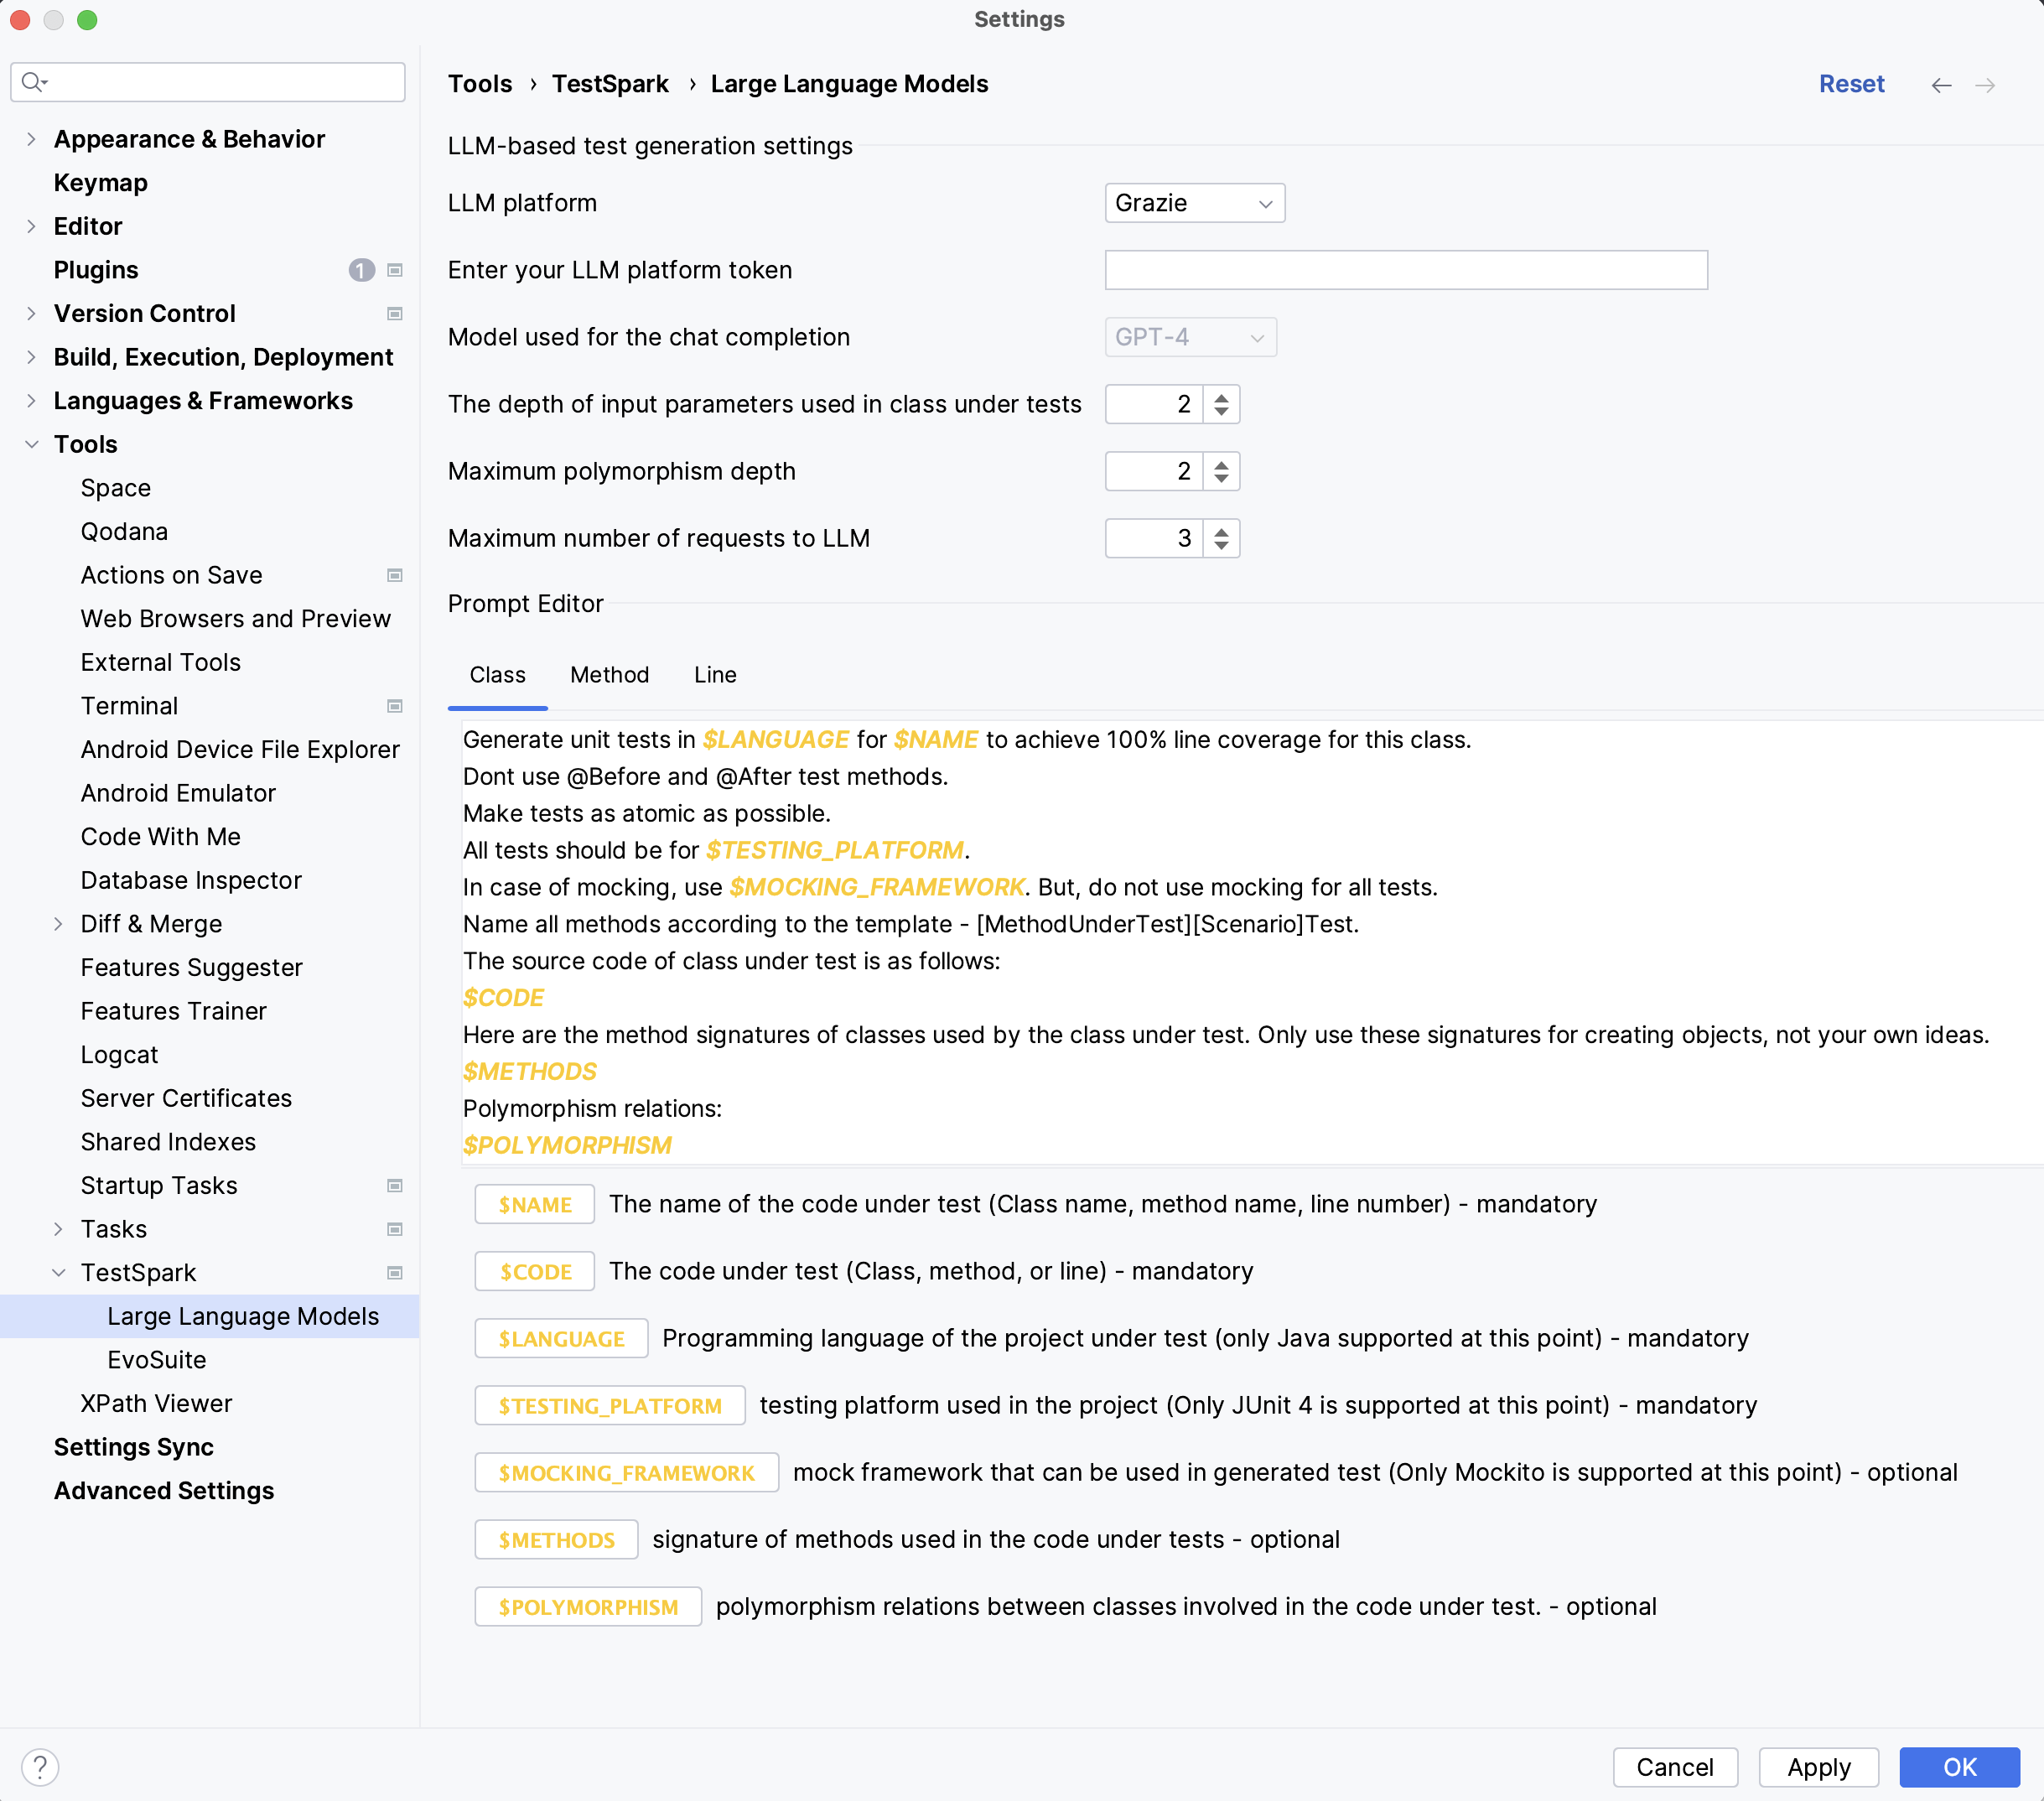 Settings
Appearance & Behavior
Keymap
Editor
Plugins 1
Version Control
Build, Execution, Deployment
Languages & Frameworks
Tools
Space
Qodana
Actions on Save
Web Browsers and Preview
External Tools
Terminal
Android Device File Explorer
Android Emulator
Code With Me
Database Inspector
Diff & Merge
Features Suggester
Features Trainer
Logcat
Server Certificates
Shared Indexes
Startup Tasks
Tasks
TestSpark
Large Language Models
EvoSuite
XPath Viewer
Settings Sync
Advanced Settings
Tools › TestSpark › Large Language Models
Reset
LLM-based test generation settings
LLM platform Grazie
Enter your LLM platform token
Model used for the chat completion GPT-4
The depth of input parameters used in class under tests 2
Maximum polymorphism depth 2
Maximum number of requests to LLM 3
Prompt Editor
Class Method Line
Generate unit tests in $LANGUAGE for $NAME to achieve 100% line coverage for this class.
Dont use @Before and @After test methods.
Make tests as atomic as possible.
All tests should be for $TESTING_PLATFORM.
In case of mocking, use $MOCKING_FRAMEWORK. But, do not use mocking for all tests.
Name all methods according to the template - [MethodUnderTest][Scenario]Test.
The source code of class under test is as follows:
$CODE
Here are the method signatures of classes used by the class under test. Only use these signatures for creating objects, not your own ideas.
$METHODS
Polymorphism relations:
$POLYMORPHISM
$NAME The name of the code under test (Class name, method name, line number) - mandatory
$CODE The code under test (Class, method, or line) - mandatory
$LANGUAGE Programming language of the project under test (only Java supported at this point) - mandatory
$TESTING_PLATFORM testing platform used in the project (Only JUnit 4 is supported at this point) - mandatory
$MOCKING_FRAMEWORK mock framework that can be used in generated test (Only Mockito is supported at this point) - optional
$METHODS signature of methods used in the code under tests - optional
$POLYMORPHISM polymorphism relations between classes involved in the code under test. - optional
?
Cancel Apply OK